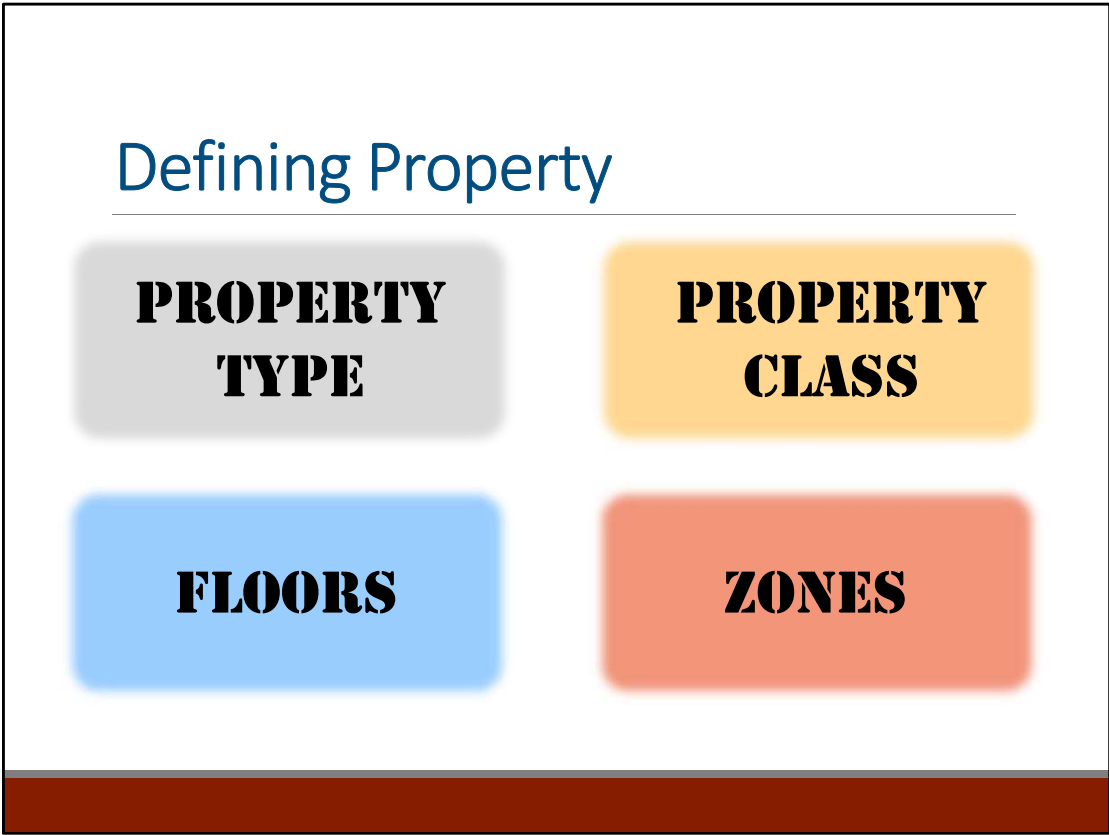 Defining Property
PROPERTY
TYPE
PROPERTY
CLASS
FLOORS
ZONES